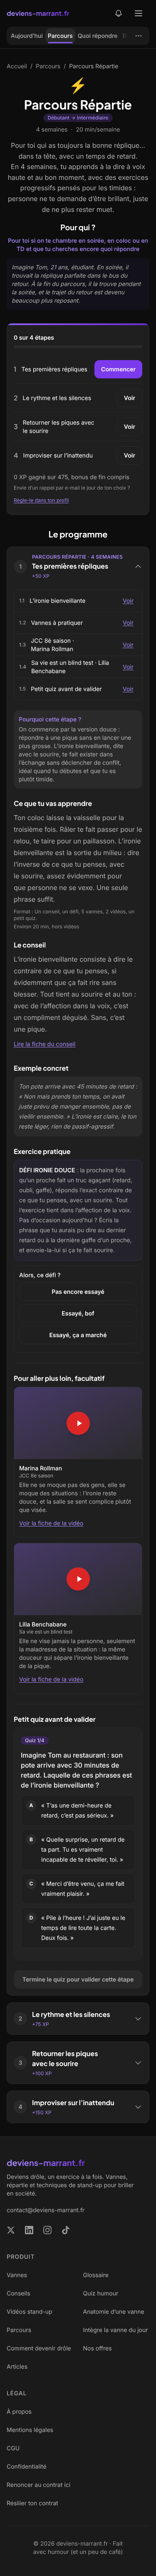 deviens-marrant.fr
Aujourd'hui Parcours Quoi répondre
Accueil / Parcours / Parcours Répartie
⚡
Parcours Répartie
Débutant → Intermédiaire
4 semaines · 20 min/semaine
Pour toi qui as toujours la bonne réplique…
dans ta tête, avec un temps de retard.
En 4 semaines, tu apprends à dire à voix
haute et au bon moment, avec des exercices
progressifs testés pour les timides :
personne te demande d'être brillant, juste
de ne plus rester muet.
Pour qui ?
Pour toi si on te chambre en soirée, en coloc ou en
TD et que tu cherches encore quoi répondre
Imagine Tom, 21 ans, étudiant. En soirée, il
trouvait la réplique parfaite dans le bus du
retour. À la fin du parcours, il la trouve pendant
la soirée, et le trajet du retour est devenu
beaucoup plus reposant.
0 sur 4 étapes
1 Tes premières répliques Commencer
2 Le rythme et les silences Voir
3 Retourner les piques avec
le sourire Voir
4 Improviser sur l'inattendu Voir
0 XP gagné sur 475, bonus de fin compris
Envie d'un rappel par e-mail le jour de ton choix ?
Règle-le dans ton profil
Le programme
PARCOURS RÉPARTIE · 4 SEMAINES
1 Tes premières répliques
+50 XP
1.1 L'ironie bienveillante Voir
1.2 Vannes à pratiquer Voir
1.3 JCC 8è saison ·
Marina Rollman Voir
1.4 Sa vie est un blind test · Lilia
Benchabane Voir
1.5 Petit quiz avant de valider Voir
Pourquoi cette étape ?
On commence par la version douce :
répondre à une pique sans en lancer une
plus grosse. L'ironie bienveillante, dite
avec le sourire, est parfaite en coloc ou
en soirée : elle marque que t'as de la
repartie sans chercher le conflit,
idéal quand tu débutes et que tu es
plutôt timide.
Ce que tu vas apprendre
Ton coloc laisse la vaisselle pour la
troisième fois. Râler te fait passer pour le
relou, te taire pour un paillasson. L'ironie
bienveillante est la voie du milieu : dire
l'inverse de ce que tu penses, avec
le sourire, assez évidemment pour
que personne se vexe. Une
phrase suffit.
Format : Un conseil, un défi, 5 vannes, 2 vidéos, un
petit quiz.
Environ 20 min, hors vidéos
Le conseil
L'ironie bienveillante consiste à dire le
contraire de ce que tu penses, si
évidemment que ça fait rire sans
blesser. Tout tient au sourire et au ton :
avec de l'affection dans la voix, c'est
un compliment déguisé. Sans, c'est
une pique.
Lire la fiche du conseil
Exemple concret
Ton pote arrive avec 45 minutes de retard :
« Non mais prends ton temps, on avait
juste prévu de manger ensemble, pas de
vieillir ensemble. » L'ironie est claire, le ton
reste léger, rien de passif-agressif.
Exercice pratique
DÉFI IRONIE DOUCE : la prochaine fois
qu'un proche fait un truc agaçant (retard,
oubli, gaffe), réponds l'exact contraire de
ce que tu penses, avec un sourire. Tout
l'exercice tient dans l'affection de la voix.
Pas d'occasion aujourd'hui ? Écris la
phrase que tu aurais pu dire au dernier
retard ou à la dernière gaffe d'un proche,
et envoie-la-lui si ça te fait sourire.
Alors, ce défi ?
Pas encore essayé
Essayé, bof
Essayé, ça a marché
Pour aller plus loin, facultatif
Marina Rollman
JCC 8è saison
Elle ne se moque pas des gens, elle se
moque des situations : l'ironie reste
douce, et la salle se sent complice plutôt
que visée.
Voir la fiche de la vidéo
Lilia Benchabane
Sa vie est un blind test
Elle ne vise jamais la personne, seulement
la maladresse de la situation : du mordant
sur un sujet sérieux (elle est
déficiente visuelle) sans jamais
de la pique.
Voir la fiche de la vidéo
Petit quiz avant de valider
Quiz 1/4
Imagine Tom au restaurant : son
pote arrive avec 30 minutes de
retard. Laquelle de ces phrases est
de l'ironie bienveillante ?
A « T'as une demi-heure de
retard, c'est pas sérieux. »
B « Quelle surprise, un retard de
ta part. Tu es vraiment
incapable de te réveiller, toi. »
C « Merci d'être venu, ça me fait
vraiment plaisir. »
D « Pile à l'heure ! J'ai juste eu le
temps de lire toute la carte.
Deux fois. »
Termine le quiz pour valider cette étape
2 Le rythme et les silences
+75 XP
3 Retourner les piques
avec le sourire
+100 XP
4 Improviser sur l'inattendu
+150 XP
deviens-marrant.fr
Deviens drôle, un exercice à la fois. Vannes,
répartie et techniques de stand-up pour briller
en société.
contact@deviens-marrant.fr
PRODUIT
Vannes Glossaire
Conseils Quiz humour
Vidéos stand-up Anatomie d'une vanne
Parcours Intègre la vanne du jour
Comment devenir drôle Nos offres
Articles
LÉGAL
À propos
Mentions légales
CGU
Confidentialité
Renoncer au contrat ici
Résilier ton contrat
© 2026 deviens-marrant.fr · Fait
avec humour (et un peu de café)